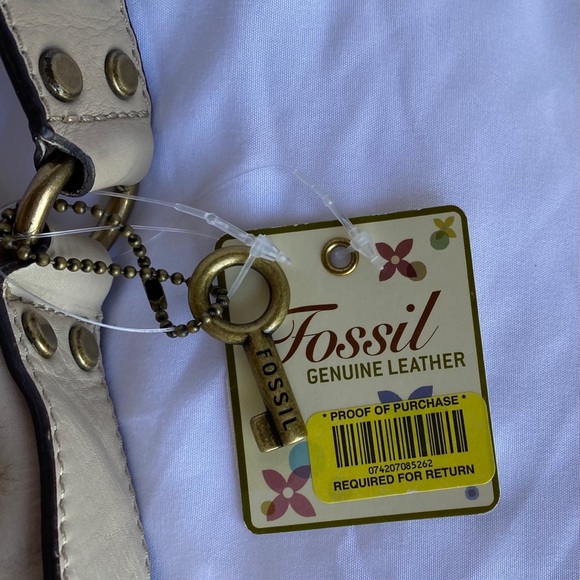 Fossil
GENUINE LEATHER
FOSSIL
* PROOF OF PURCHASE *
074207085262
REQUIRED FOR RETURN